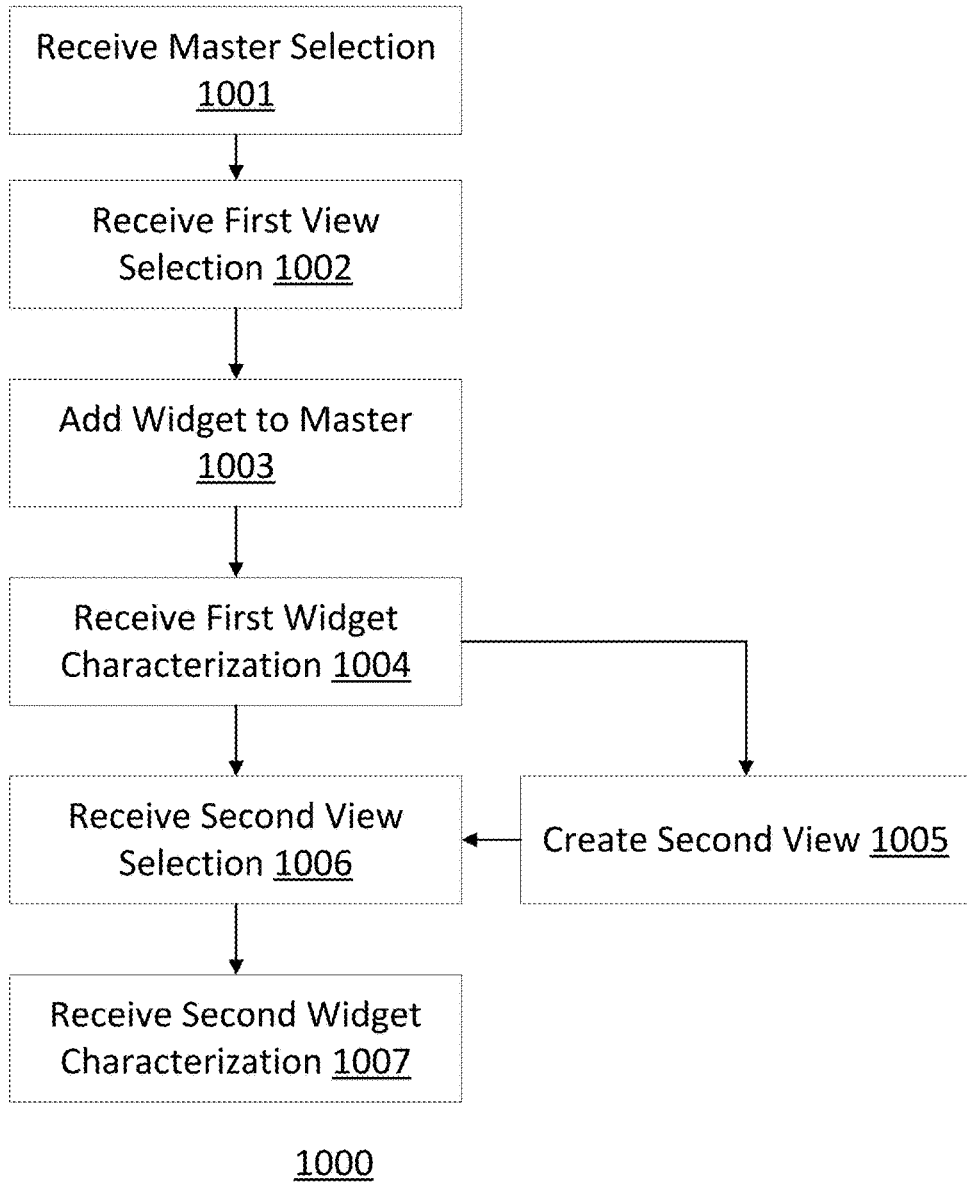 Receive Master Selection
1001
Receive First View
Selection 1002
Add Widget to Master
1003
Receive First Widget
Characterization 1004
Receive Second View
Selection 1006
Create Second View 1005
Receive Second Widget
Characterization 1007
1000